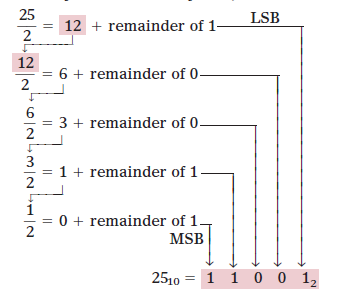 25/2 = 12 + remainder of 1 LSB
12/2 = 6 + remainder of 0
6/2 = 3 + remainder of 0
3/2 = 1 + remainder of 1
1/2 = 0 + remainder of 1
MSB
25₁₀ = 1 1 0 0 1₂